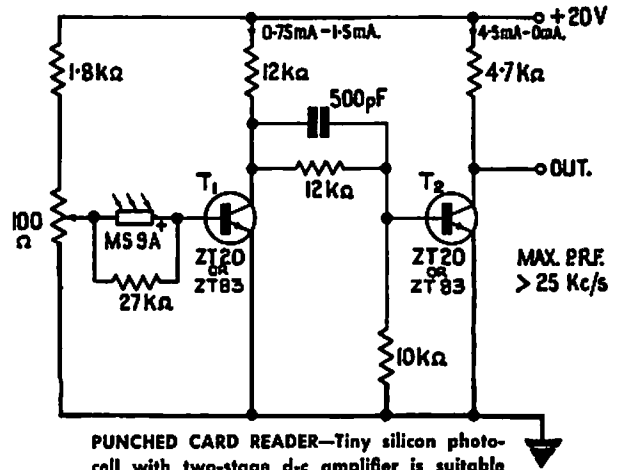 +20V
0.75mA-1.5mA.
4.5mA-0mA.
1.8kΩ
12kΩ
4.7kΩ
500pF
12kΩ
OUT.
T1
T2
100
Ω
MS9A
+
ZT20
OR
ZT83
ZT20
OR
ZT83
MAX. P.R.F.
> 25 Kc/s
27KΩ
10kΩ
PUNCHED CARD READER—Tiny silicon photo-
cell with two-stage d-c amplifier is suitable